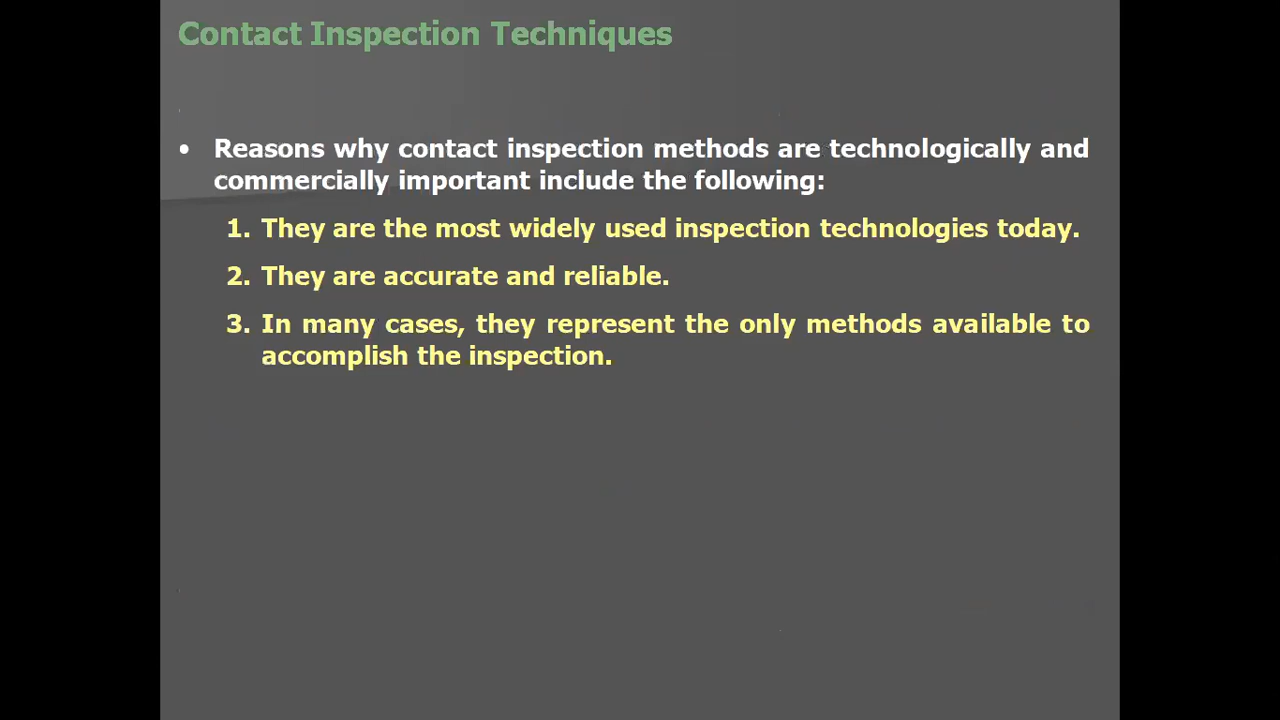 Contact Inspection Techniques
• Reasons why contact inspection methods are technologically and
commercially important include the following:
1. They are the most widely used inspection technologies today.
2. They are accurate and reliable.
3. In many cases, they represent the only methods available to
accomplish the inspection.